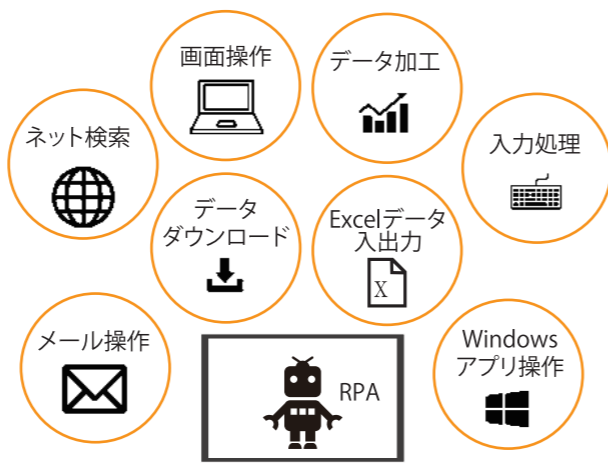 画面操作
データ加工
ネット検索
入力処理
データ
ダウンロード
Excelデータ
入出力
X
メール操作
RPA
Windows
アプリ操作